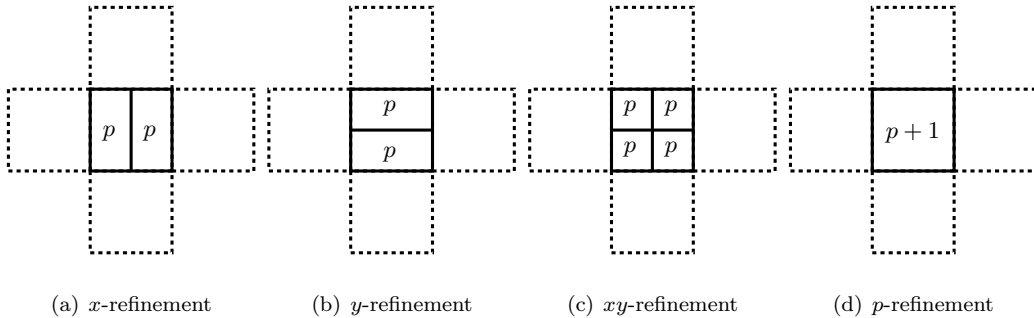 p p
p
p
p p
p p
p + 1
(a) x-refinement
(b) y-refinement
(c) xy-refinement
(d) p-refinement